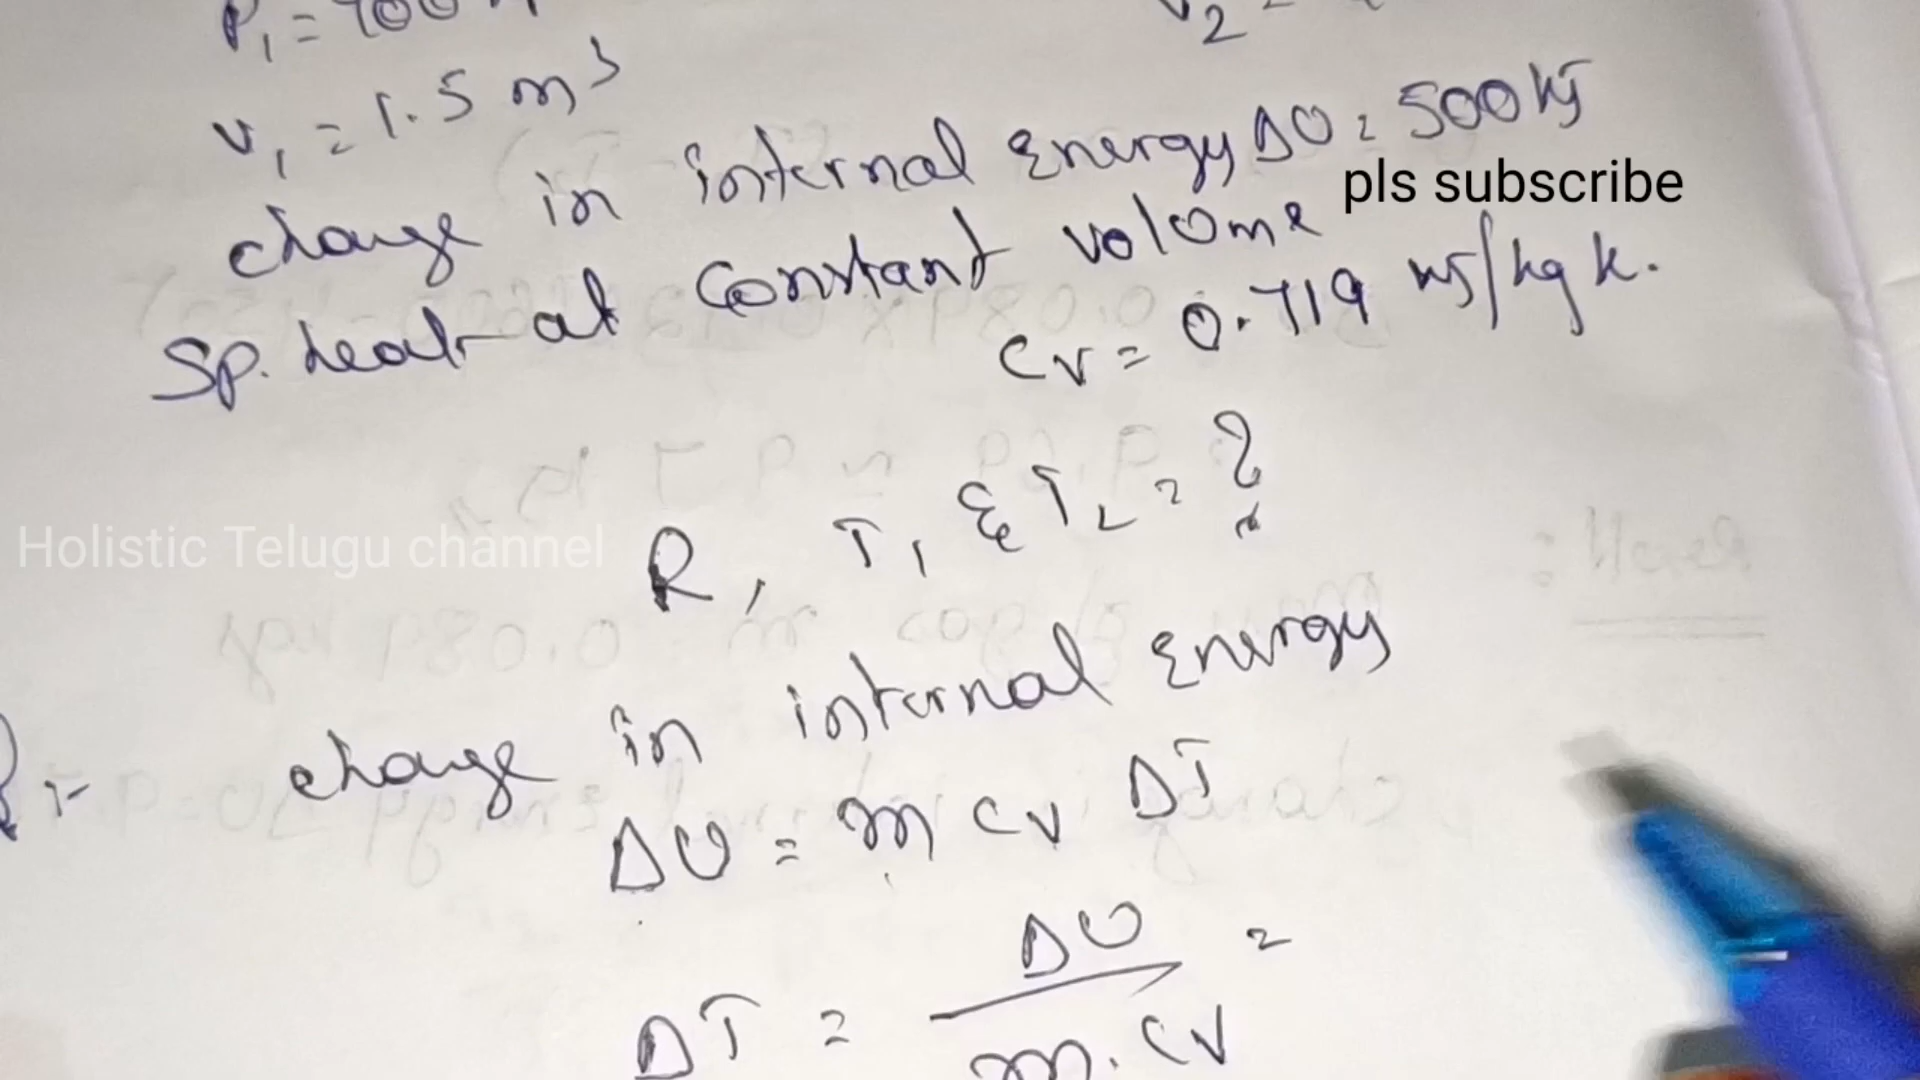 P₁ = 700
V₁ = 1.5 m³
change in internal Energy ΔU = 500 kJ
pls subscribe
Sp. heat at constant volume
Cv = 0.719 kJ/kg k.
R, T₁ & T₂ = ?
Holistic Telugu channel
change in internal Energy
ΔU = m Cv ΔT
ΔT = ΔU / m. Cv =